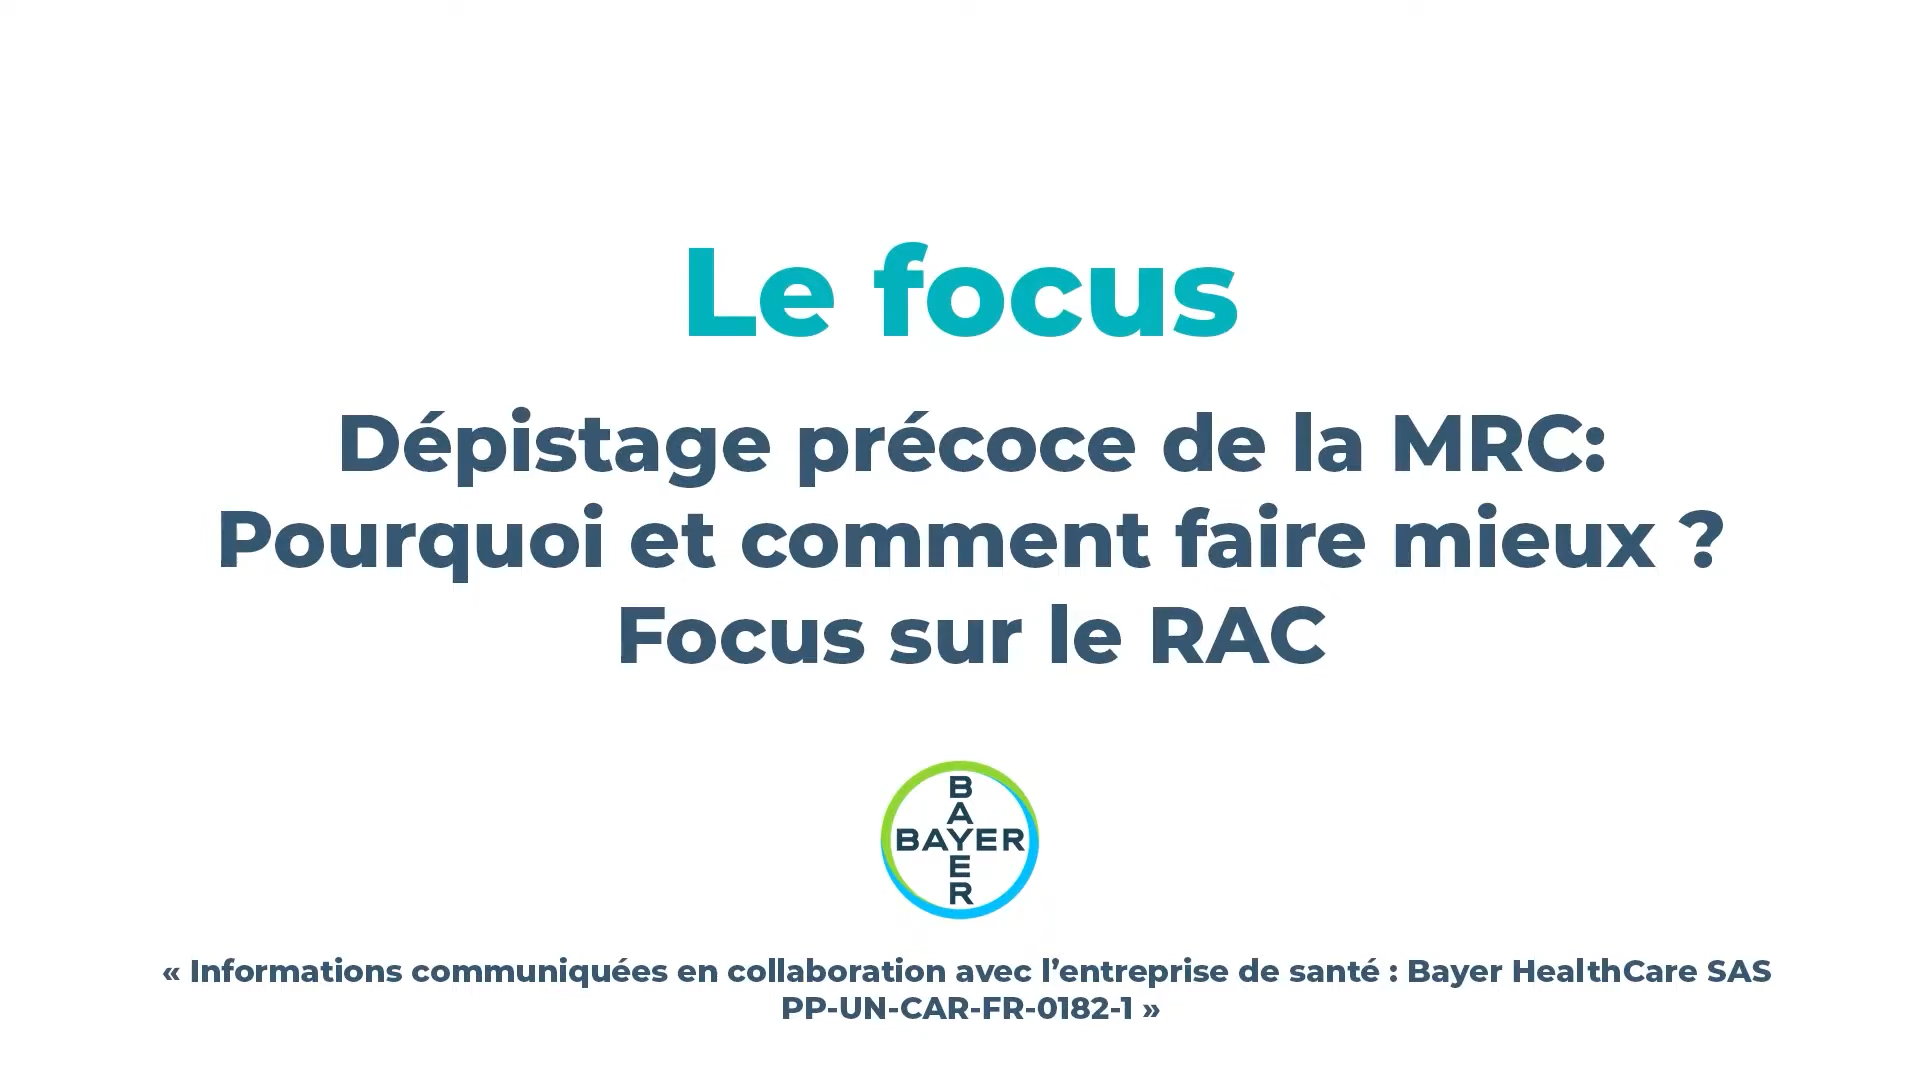 Le focus
Dépistage précoce de la MRC:
Pourquoi et comment faire mieux ?
Focus sur le RAC
BAYER
BAYER
« Informations communiquées en collaboration avec l’entreprise de santé : Bayer HealthCare SAS
PP-UN-CAR-FR-0182-1 »